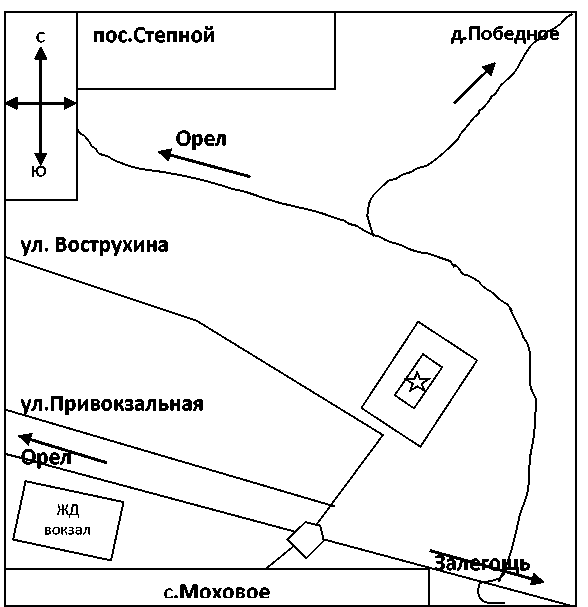 С
пос.Степной
д.Победное
Орел
Ю
ул. Вострухина
ул.Привокзальная
Орел
ЖД
вокзал
Залегощь
с.Моховое